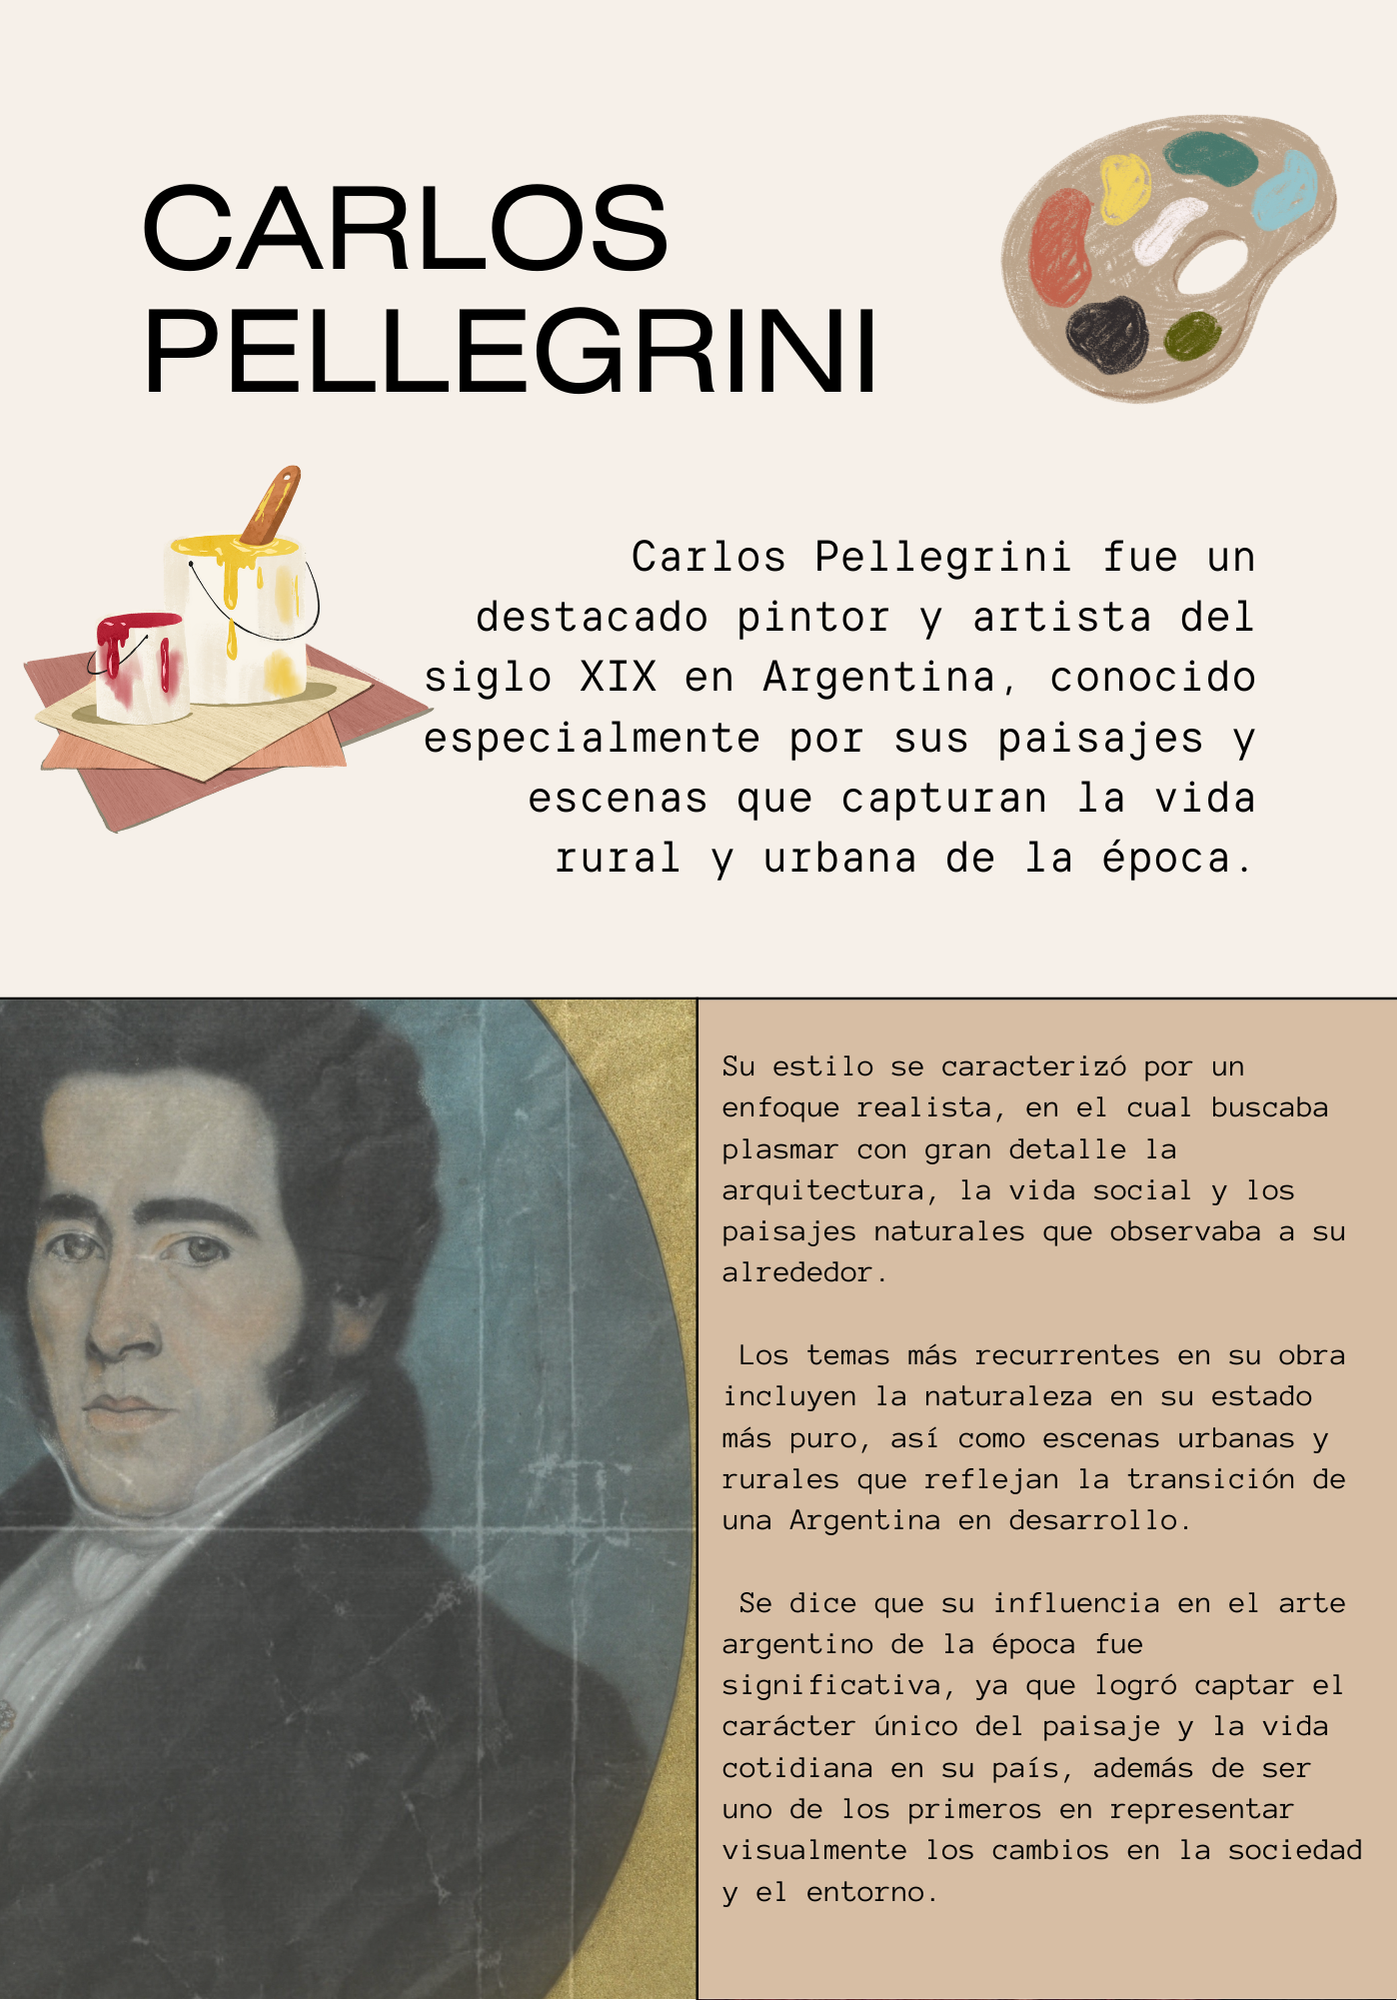 CARLOS
PELLEGRINI
Carlos Pellegrini fue un
destacado pintor y artista del
siglo XIX en Argentina, conocido
especialmente por sus paisajes y
escenas que capturan la vida
rural y urbana de la época.
Su estilo se caracterizó por un
enfoque realista, en el cual buscaba
plasmar con gran detalle la
arquitectura, la vida social y los
paisajes naturales que observaba a su
alrededor.
Los temas más recurrentes en su obra
incluyen la naturaleza en su estado
más puro, así como escenas urbanas y
rurales que reflejan la transición de
una Argentina en desarrollo.
Se dice que su influencia en el arte
argentino de la época fue
significativa, ya que logró captar el
carácter único del paisaje y la vida
cotidiana en su país, además de ser
uno de los primeros en representar
visualmente los cambios en la sociedad
y el entorno.